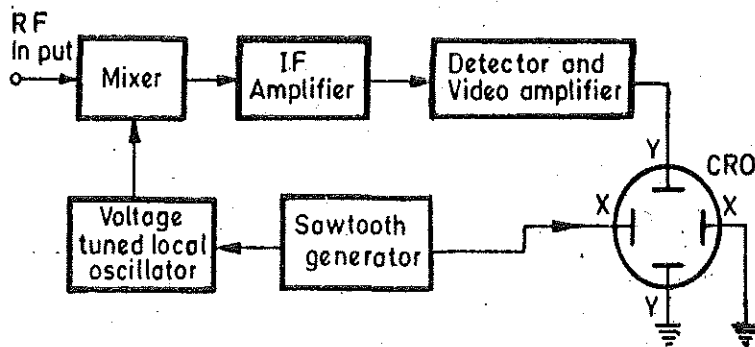 RF
In put
Mixer
I.F
Amplifier
Detector and
Video amplifier
Y
CRO
X
X
Voltage
tuned local
oscillator
Sawtooth
generator
Y